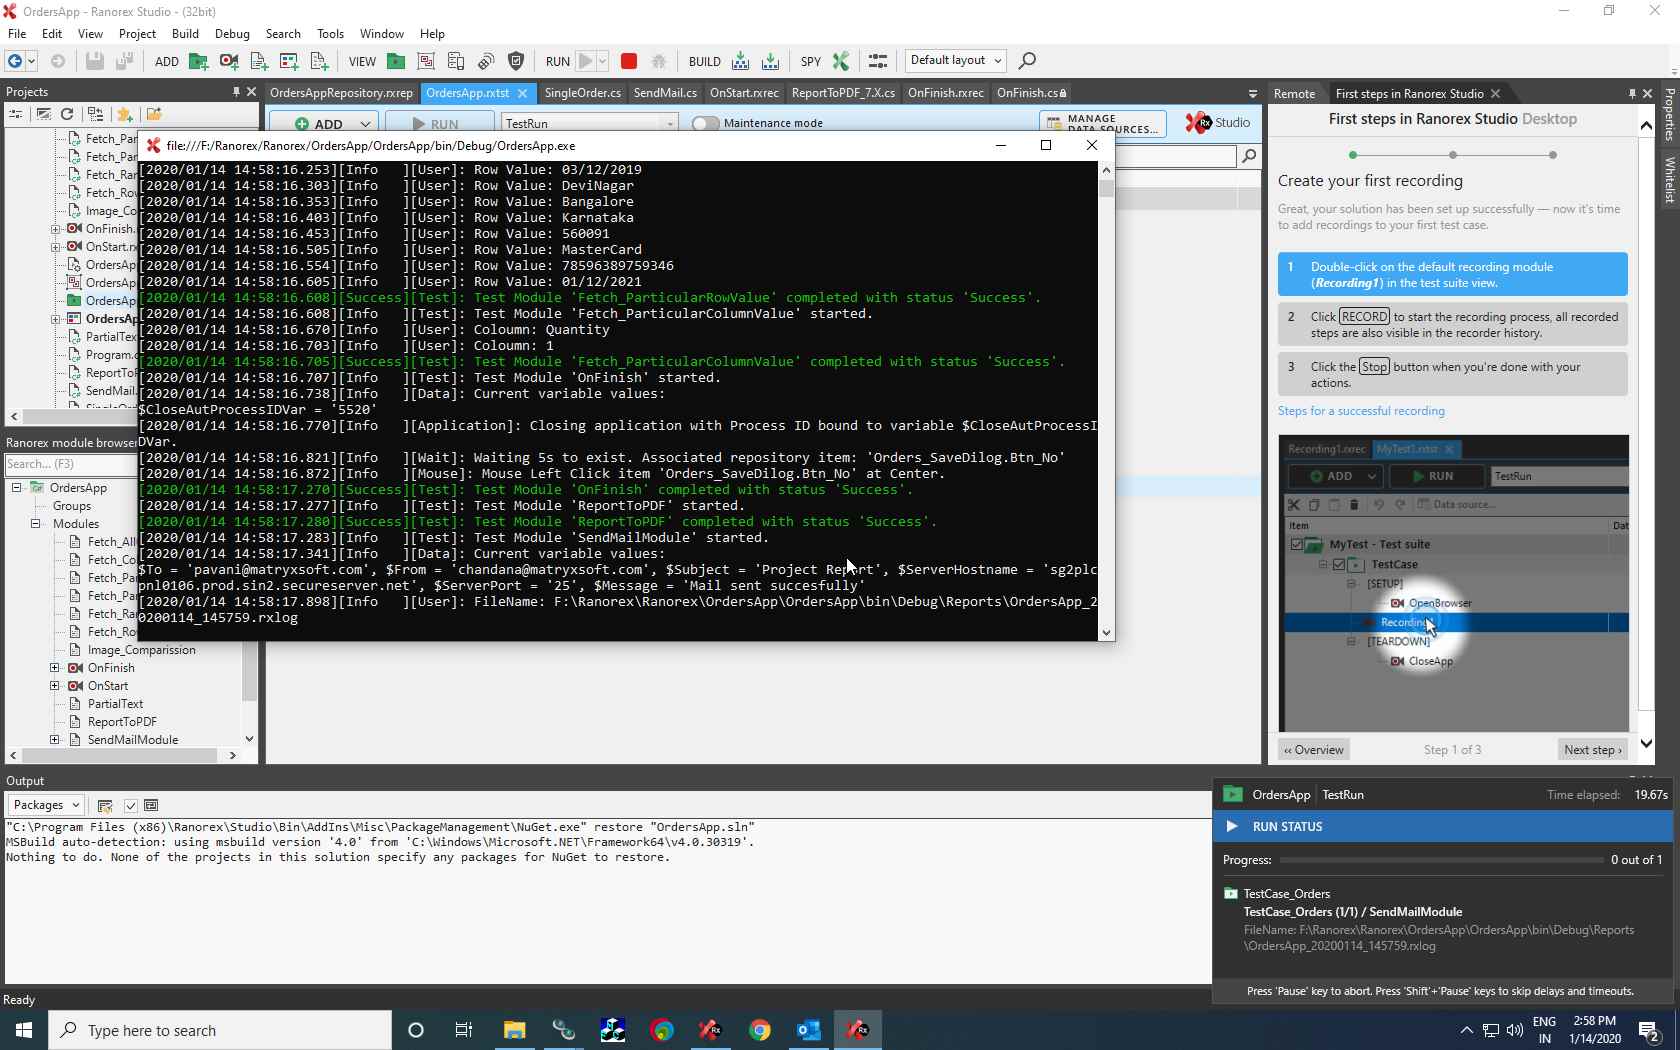 OrdersApp - Ranorex Studio - (32bit)
File Edit View Project Build Debug Search Tools Window Help
ADD VIEW RUN BUILD SPY Default layout
Projects
OrdersAppRepository.rxrep OrdersApp.rxtst SingleOrder.cs SendMail.cs OnStart.rxrec ReportToPDF_7.X.cs OnFinish.rxrec OnFinish.cs
ADD RUN TestRun Maintenance mode MANAGE DATA SOURCES... Rx Studio
Fetch_Par
Fetch_Par
Fetch_Ran
Fetch_Rov
Image_Co
OnFinish.
OnStart.rx
OrdersAp
OrdersAp
OrdersAp
OrdersAp
PartialTex
Program.c
ReportTo
SendMail.
file:///F:/Ranorex/Ranorex/OrdersApp/OrdersApp/bin/Debug/OrdersApp.exe
[2020/01/14 14:58:16.253][Info   ][User]: Row Value: 03/12/2019
[2020/01/14 14:58:16.303][Info   ][User]: Row Value: DeviNagar
[2020/01/14 14:58:16.353][Info   ][User]: Row Value: Bangalore
[2020/01/14 14:58:16.403][Info   ][User]: Row Value: Karnataka
[2020/01/14 14:58:16.453][Info   ][User]: Row Value: 560091
[2020/01/14 14:58:16.505][Info   ][User]: Row Value: MasterCard
[2020/01/14 14:58:16.554][Info   ][User]: Row Value: 78596389759346
[2020/01/14 14:58:16.605][Info   ][User]: Row Value: 01/12/2021
[2020/01/14 14:58:16.608][Success][Test]: Test Module 'Fetch_ParticularRowValue' completed with status 'Success'.
[2020/01/14 14:58:16.608][Info   ][Test]: Test Module 'Fetch_ParticularColumnValue' started.
[2020/01/14 14:58:16.670][Info   ][User]: Coloumn: Quantity
[2020/01/14 14:58:16.703][Info   ][User]: Coloumn: 1
[2020/01/14 14:58:16.705][Success][Test]: Test Module 'Fetch_ParticularColumnValue' completed with status 'Success'.
[2020/01/14 14:58:16.707][Info   ][Test]: Test Module 'OnFinish' started.
[2020/01/14 14:58:16.738][Info   ][Data]: Current variable values:
$CloseAutProcessIDVar = '5520'
[2020/01/14 14:58:16.770][Info   ][Application]: Closing application with Process ID bound to variable $CloseAutProcessI
DVar.
[2020/01/14 14:58:16.821][Info   ][Wait]: Waiting 5s to exist. Associated repository item: 'Orders_SaveDilog.Btn_No'
[2020/01/14 14:58:16.872][Info   ][Mouse]: Mouse Left Click item 'Orders_SaveDilog.Btn_No' at Center.
[2020/01/14 14:58:17.270][Success][Test]: Test Module 'OnFinish' completed with status 'Success'.
[2020/01/14 14:58:17.277][Info   ][Test]: Test Module 'ReportToPDF' started.
[2020/01/14 14:58:17.280][Success][Test]: Test Module 'ReportToPDF' completed with status 'Success'.
[2020/01/14 14:58:17.283][Info   ][Test]: Test Module 'SendMailModule' started.
[2020/01/14 14:58:17.341][Info   ][Data]: Current variable values:
$To = 'pavani@matryxsoft.com', $From = 'chandana@matryxsoft.com', $Subject = 'Project Report', $ServerHostname = 'sg2plc
pnl0106.prod.sin2.secureserver.net', $ServerPort = '25', $Message = 'Mail sent succesfully'
[2020/01/14 14:58:17.898][Info   ][User]: FileName: F:\Ranorex\Ranorex\OrdersApp\OrdersApp\bin\Debug\Reports\OrdersApp_2
0200114_145759.rxlog
Ranorex module browser
Search... (F3)
OrdersApp
Groups
Modules
Fetch_All
Fetch_Co
Fetch_Par
Fetch_Par
Fetch_Ran
Fetch_Rov
Image_Comparission
OnFinish
OnStart
PartialText
ReportToPDF
SendMailModule
Remote First steps in Ranorex Studio
Properties
Whitelist
First steps in Ranorex Studio Desktop
Create your first recording
Great, your solution has been set up successfully — now it's time
to add recordings to your first test case.
1 Double-click on the default recording module
(Recording1) in the test suite view.
2 Click RECORD to start the recording process, all recorded
steps are also visible in the recorder history.
3 Click the Stop button when you're done with your
actions.
Steps for a successful recording
Recording1.rxrec MyTest1.rxtst
ADD RUN TestRun
Data source...
Item Dat
MyTest - Test suite
TestCase
[SETUP]
OpenBrowser
Recording1
[TEARDOWN]
CloseApp
‹‹ Overview Step 1 of 3 Next step ›
Output
Packages
"C:\Program Files (x86)\Ranorex\Studio\Bin\AddIns\Misc\PackageManagement\NuGet.exe" restore "OrdersApp.sln"
MSBuild auto-detection: using msbuild version '4.0' from 'C:\Windows\Microsoft.NET\Framework64\v4.0.30319'.
Nothing to do. None of the projects in this solution specify any packages for NuGet to restore.
OrdersApp TestRun Time elapsed: 19.67s
RUN STATUS
Progress: 0 out of 1
TestCase_Orders
TestCase_Orders (1/1) / SendMailModule
FileName: F:\Ranorex\Ranorex\OrdersApp\OrdersApp\bin\Debug\Reports
\OrdersApp_20200114_145759.rxlog
Press 'Pause' key to abort. Press 'Shift'+'Pause' keys to skip delays and timeouts.
Ready
Type here to search
ENG
IN
2:58 PM
1/14/2020
2